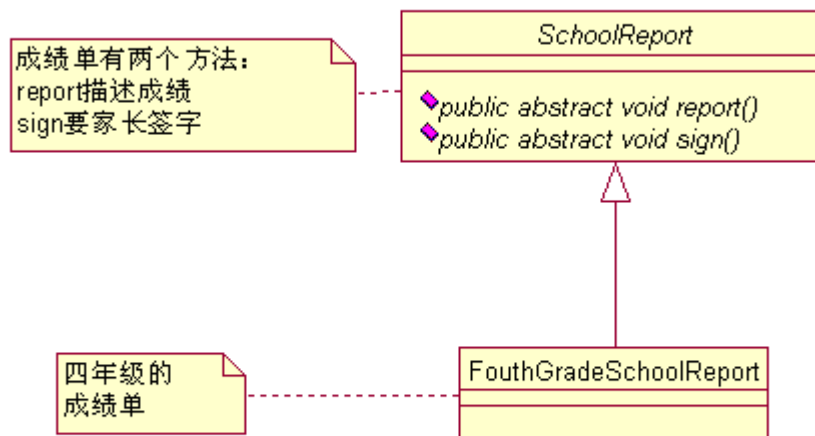 成绩单有两个方法：
report描述成绩
sign要家长签字
SchoolReport
public abstract void report()
public abstract void sign()
四年级的
成绩单
FouthGradeSchoolReport